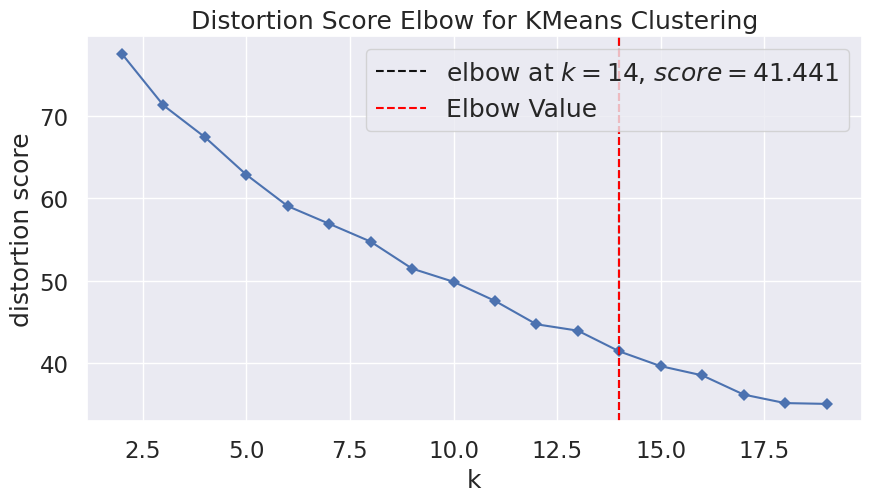 Distortion Score Elbow for KMeans Clustering
elbow at k = 14, score = 41.441
Elbow Value
distortion score
70
60
50
40
2.5 5.0 7.5 10.0 12.5 15.0 17.5
k